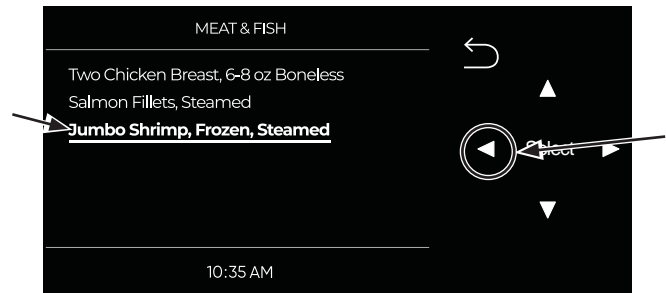 MEAT & FISH
Two Chicken Breast, 6-8 oz Boneless
Salmon Fillets, Steamed
Jumbo Shrimp, Frozen, Steamed
Select
10:35 AM